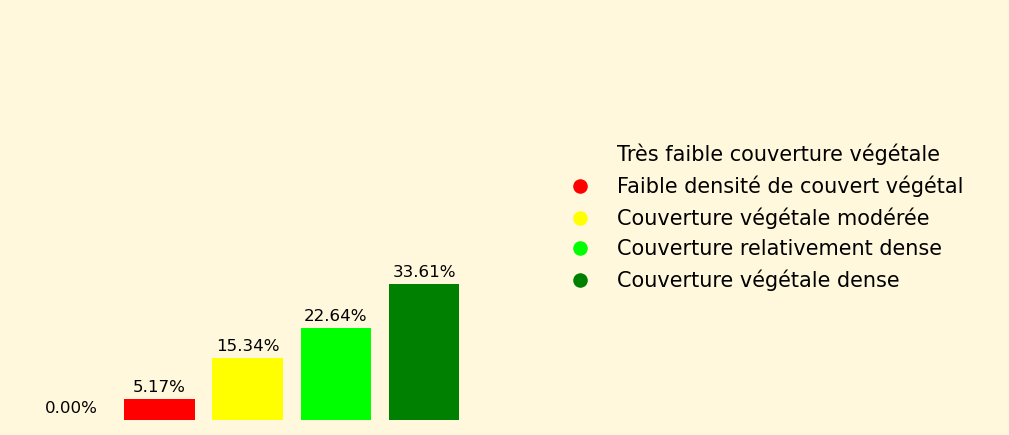 Très faible couverture végétale
Faible densité de couvert végétal
Couverture végétale modérée
Couverture relativement dense
Couverture végétale dense
33.61%
22.64%
15.34%
5.17%
0.00%